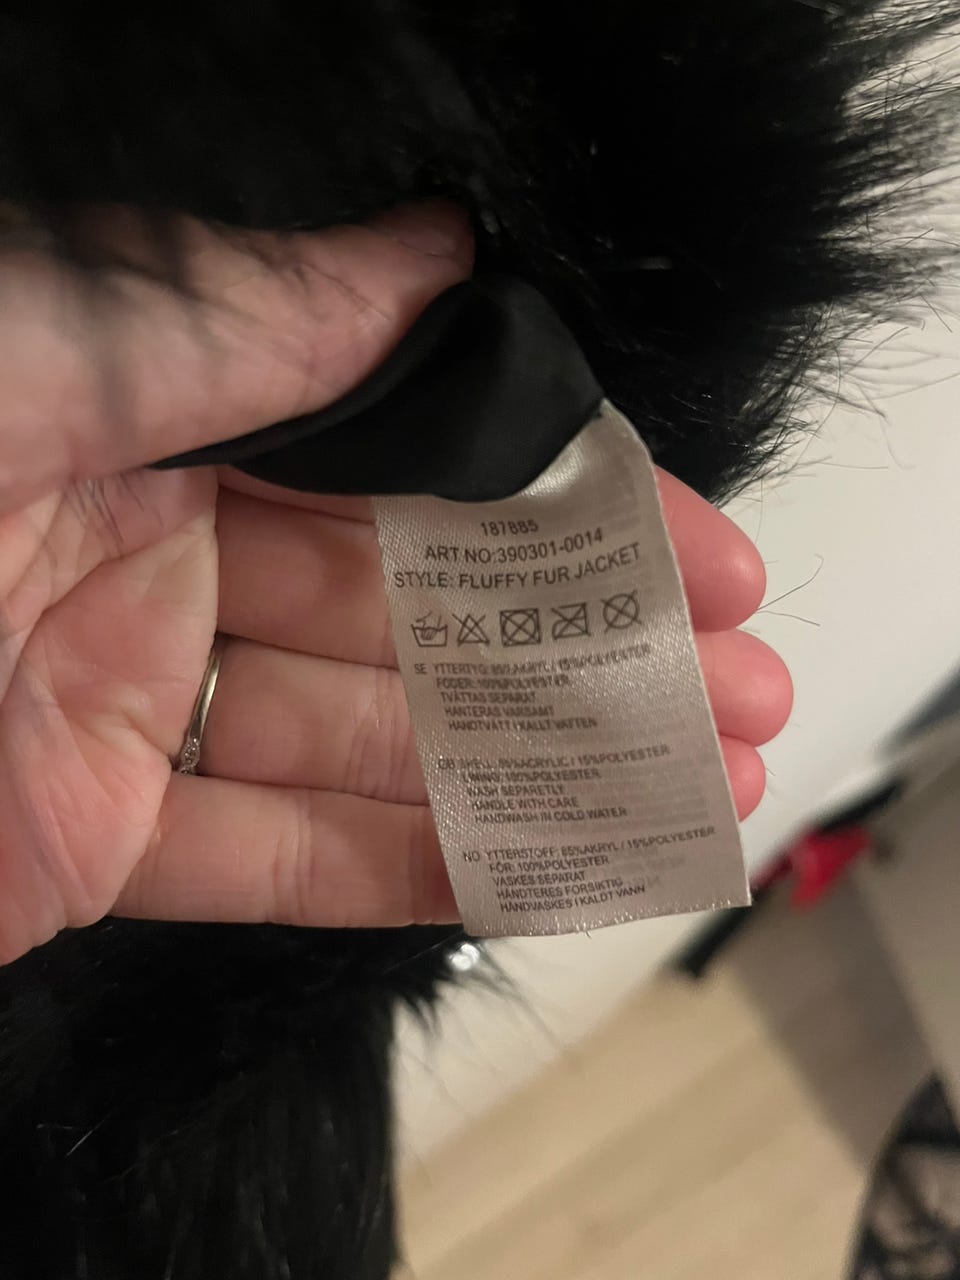 187885
ART NO:390301-0014
STYLE: FLUFFY FUR JACKET
SE YTTERTYG: 85%AKRYL / 15%POLYESTER
FODER: 100%POLYESTER
TVÄTTAS SEPARAT
HANTERAS VARSAMT
HANDTVÄTT I KALLT VATTEN
GB SHELL: 85%ACRYLIC / 15%POLYESTER
LINING: 100%POLYESTER
WASH SEPARETLY
HANDLE WITH CARE
HANDWASH IN COLD WATER
NO YTTERSTOFF: 85%AKRYL / 15%POLYESTER
FÔR: 100%POLYESTER
VASKES SEPARAT
HÅNDTERES FORSIKTIG
HÅNDVASKES I KALDT VANN